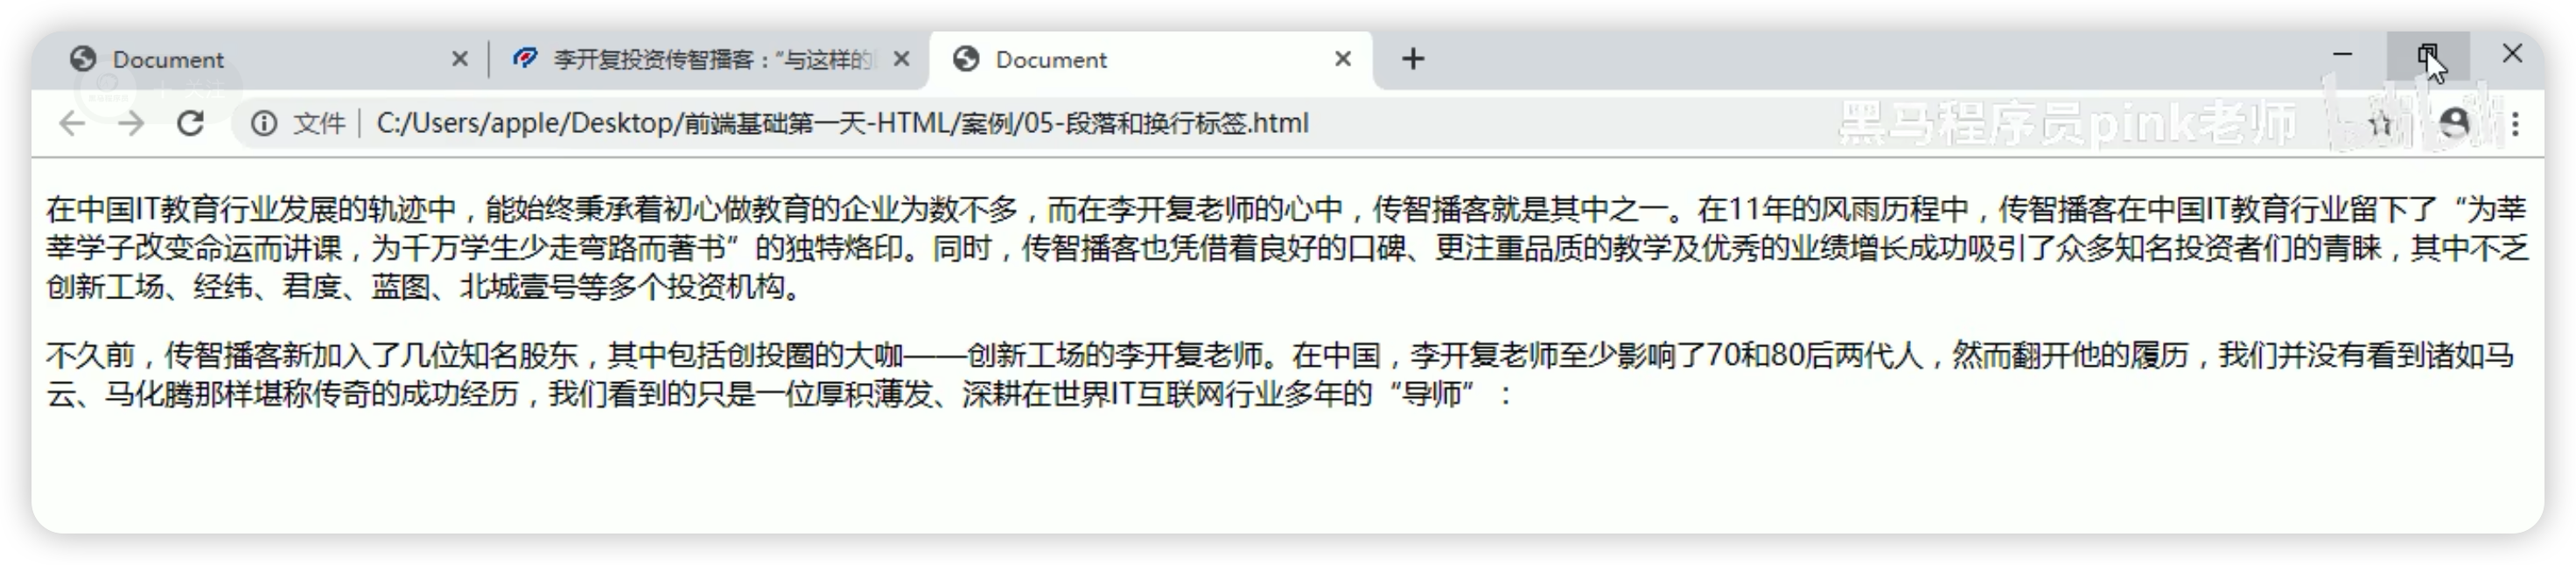 Document
李开复投资传智播客："与这样的
Document
+ 关注
文件 | C:/Users/apple/Desktop/前端基础第一天-HTML/案例/05-段落和换行标签.html
黑马程序员pink老师
在中国IT教育行业发展的轨迹中，能始终秉承着初心做教育的企业为数不多，而在李开复老师的心中，传智播客就是其中之一。在11年的风雨历程中，传智播客在中国IT教育行业留下了“为莘
莘学子改变命运而讲课，为千万学生少走弯路而著书”的独特烙印。同时，传智播客也凭借着良好的口碑、更注重品质的教学及优秀的业绩增长成功吸引了众多知名投资者们的青睐，其中不乏
创新工场、经纬、君度、蓝图、北城壹号等多个投资机构。
不久前，传智播客新加入了几位知名股东，其中包括创投圈的大咖——创新工场的李开复老师。在中国，李开复老师至少影响了70和80后两代人，然而翻开他的履历，我们并没有看到诸如马
云、马化腾那样堪称传奇的成功经历，我们看到的只是一位厚积薄发、深耕在世界IT互联网行业多年的“导师”：